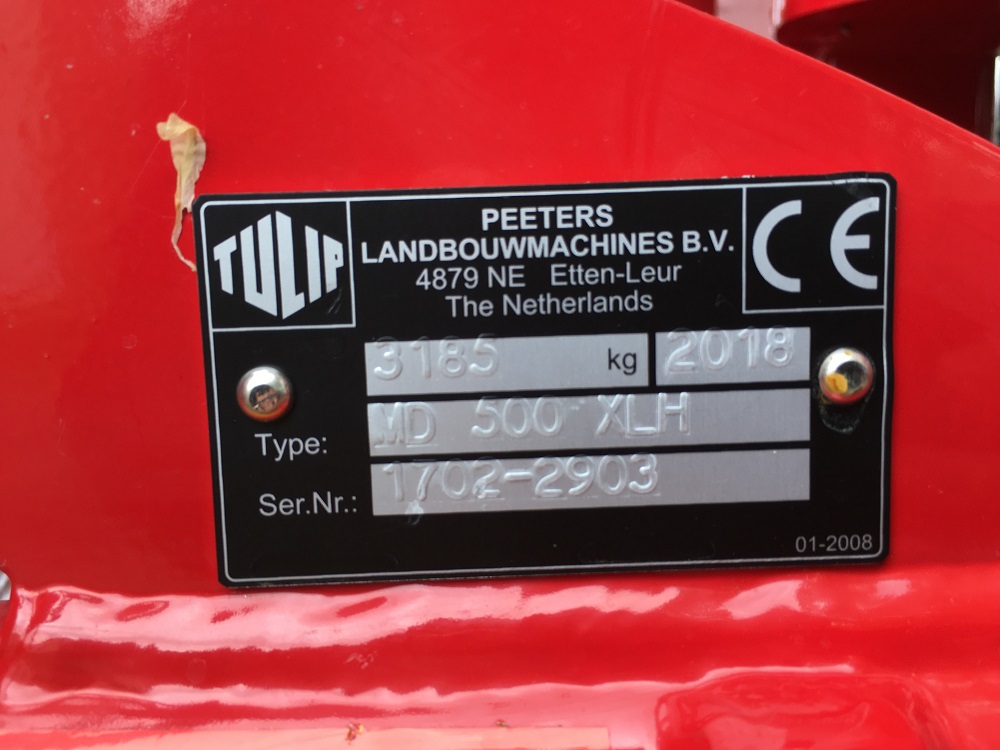 TULIP
PEETERS
LANDBOUWMACHINES B.V.
4879 NE Etten-Leur
The Netherlands
CE
3185 kg 2018
Type: MD 500 XLH
Ser.Nr.: 1702-2903
01-2008